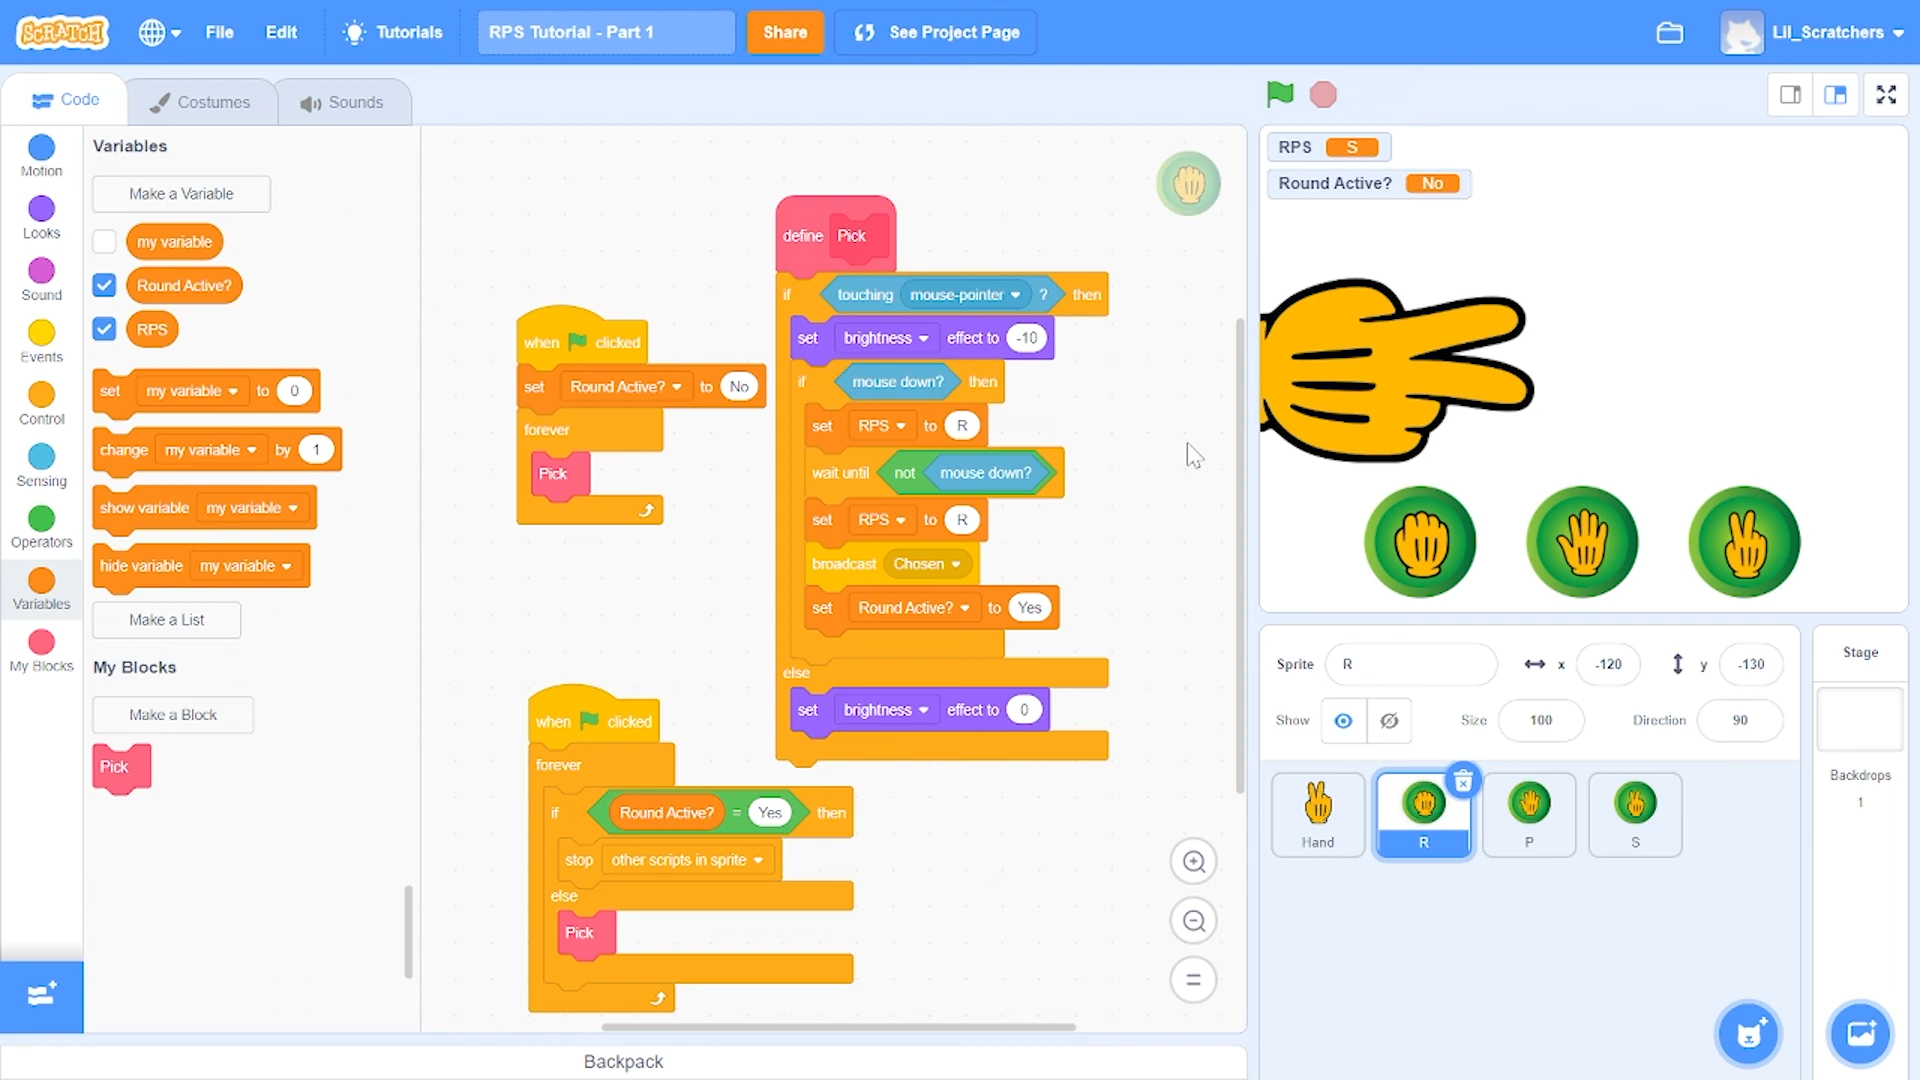 SCRATCH
File
Edit
Tutorials
RPS Tutorial - Part 1
Share
See Project Page
Lil_Scratchers
Code
Costumes
Sounds
Motion
Looks
Sound
Events
Control
Sensing
Operators
Variables
My Blocks
Variables
Make a Variable
my variable
Round Active?
RPS
set my variable to 0
change my variable by 1
show variable my variable
hide variable my variable
Make a List
My Blocks
Make a Block
Pick
when clicked
set Round Active? to No
forever
Pick
when clicked
forever
if Round Active? = Yes then
stop other scripts in sprite
else
Pick
define Pick
if touching mouse-pointer ? then
set brightness effect to -10
if mouse down? then
set RPS to R
wait until not mouse down?
set RPS to R
broadcast Chosen
set Round Active? to Yes
else
set brightness effect to 0
Backpack
RPS S
Round Active? No
Sprite R x -120 y -130
Show Size 100 Direction 90
Hand
R
P
S
Stage
Backdrops
1